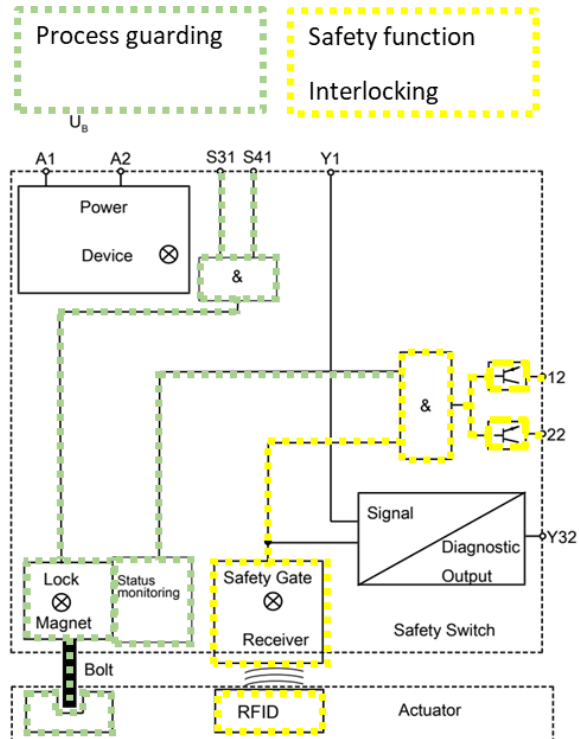 Process guarding
Safety function
Interlocking
UB
A1 A2 S31 S41 Y1
Power
Device
&
12
&
22
Signal
Diagnostic
Output
Y32
Lock
Magnet
Status
monitoring
Safety Gate
Receiver
Safety Switch
Bolt
RFID
Actuator